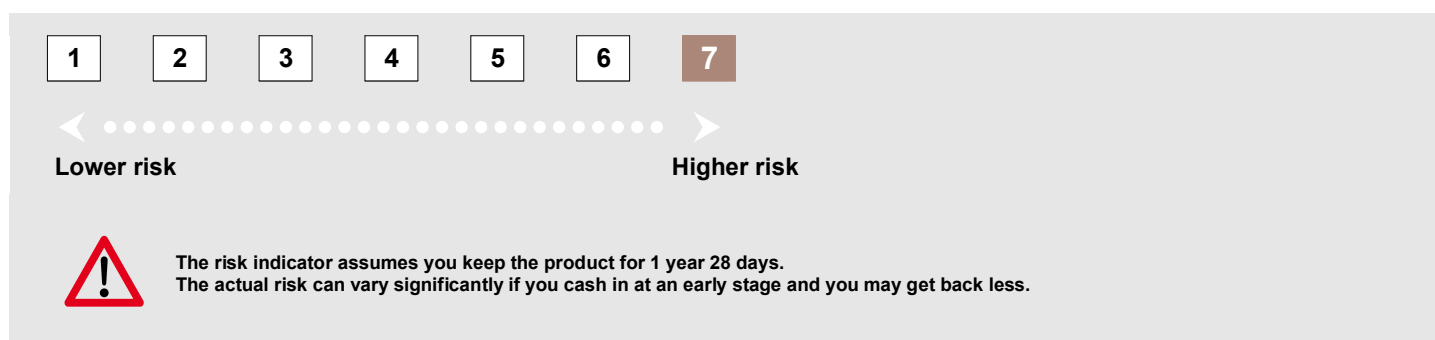 1 2 3 4 5 6 7
Lower risk Higher risk
The risk indicator assumes you keep the product for 1 year 28 days.
The actual risk can vary significantly if you cash in at an early stage and you may get back less.